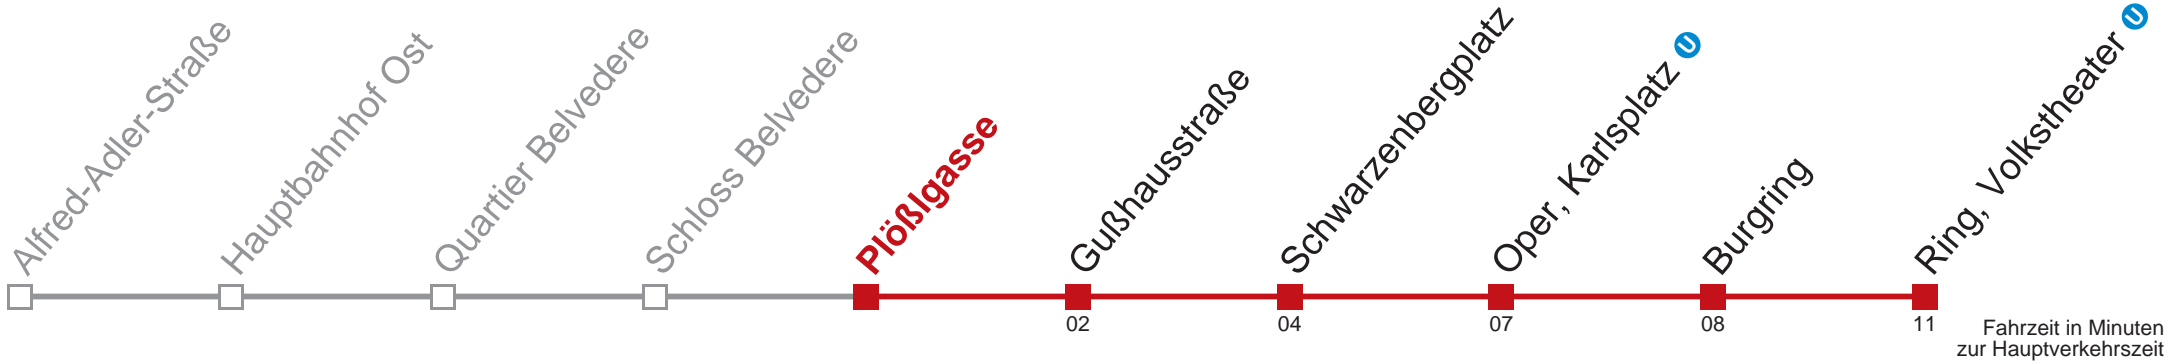 Alfred-Adler-Straße
Hauptbahnhof Ost
Quartier Belvedere
Schloss Belvedere
Plößlgasse
Gußhausstraße
Schwarzenbergplatz
Oper, Karlsplatz U
Burgring
Ring, Volkstheater U
02
04
07
08
11
Fahrzeit in Minuten
zur Hauptverkehrszeit